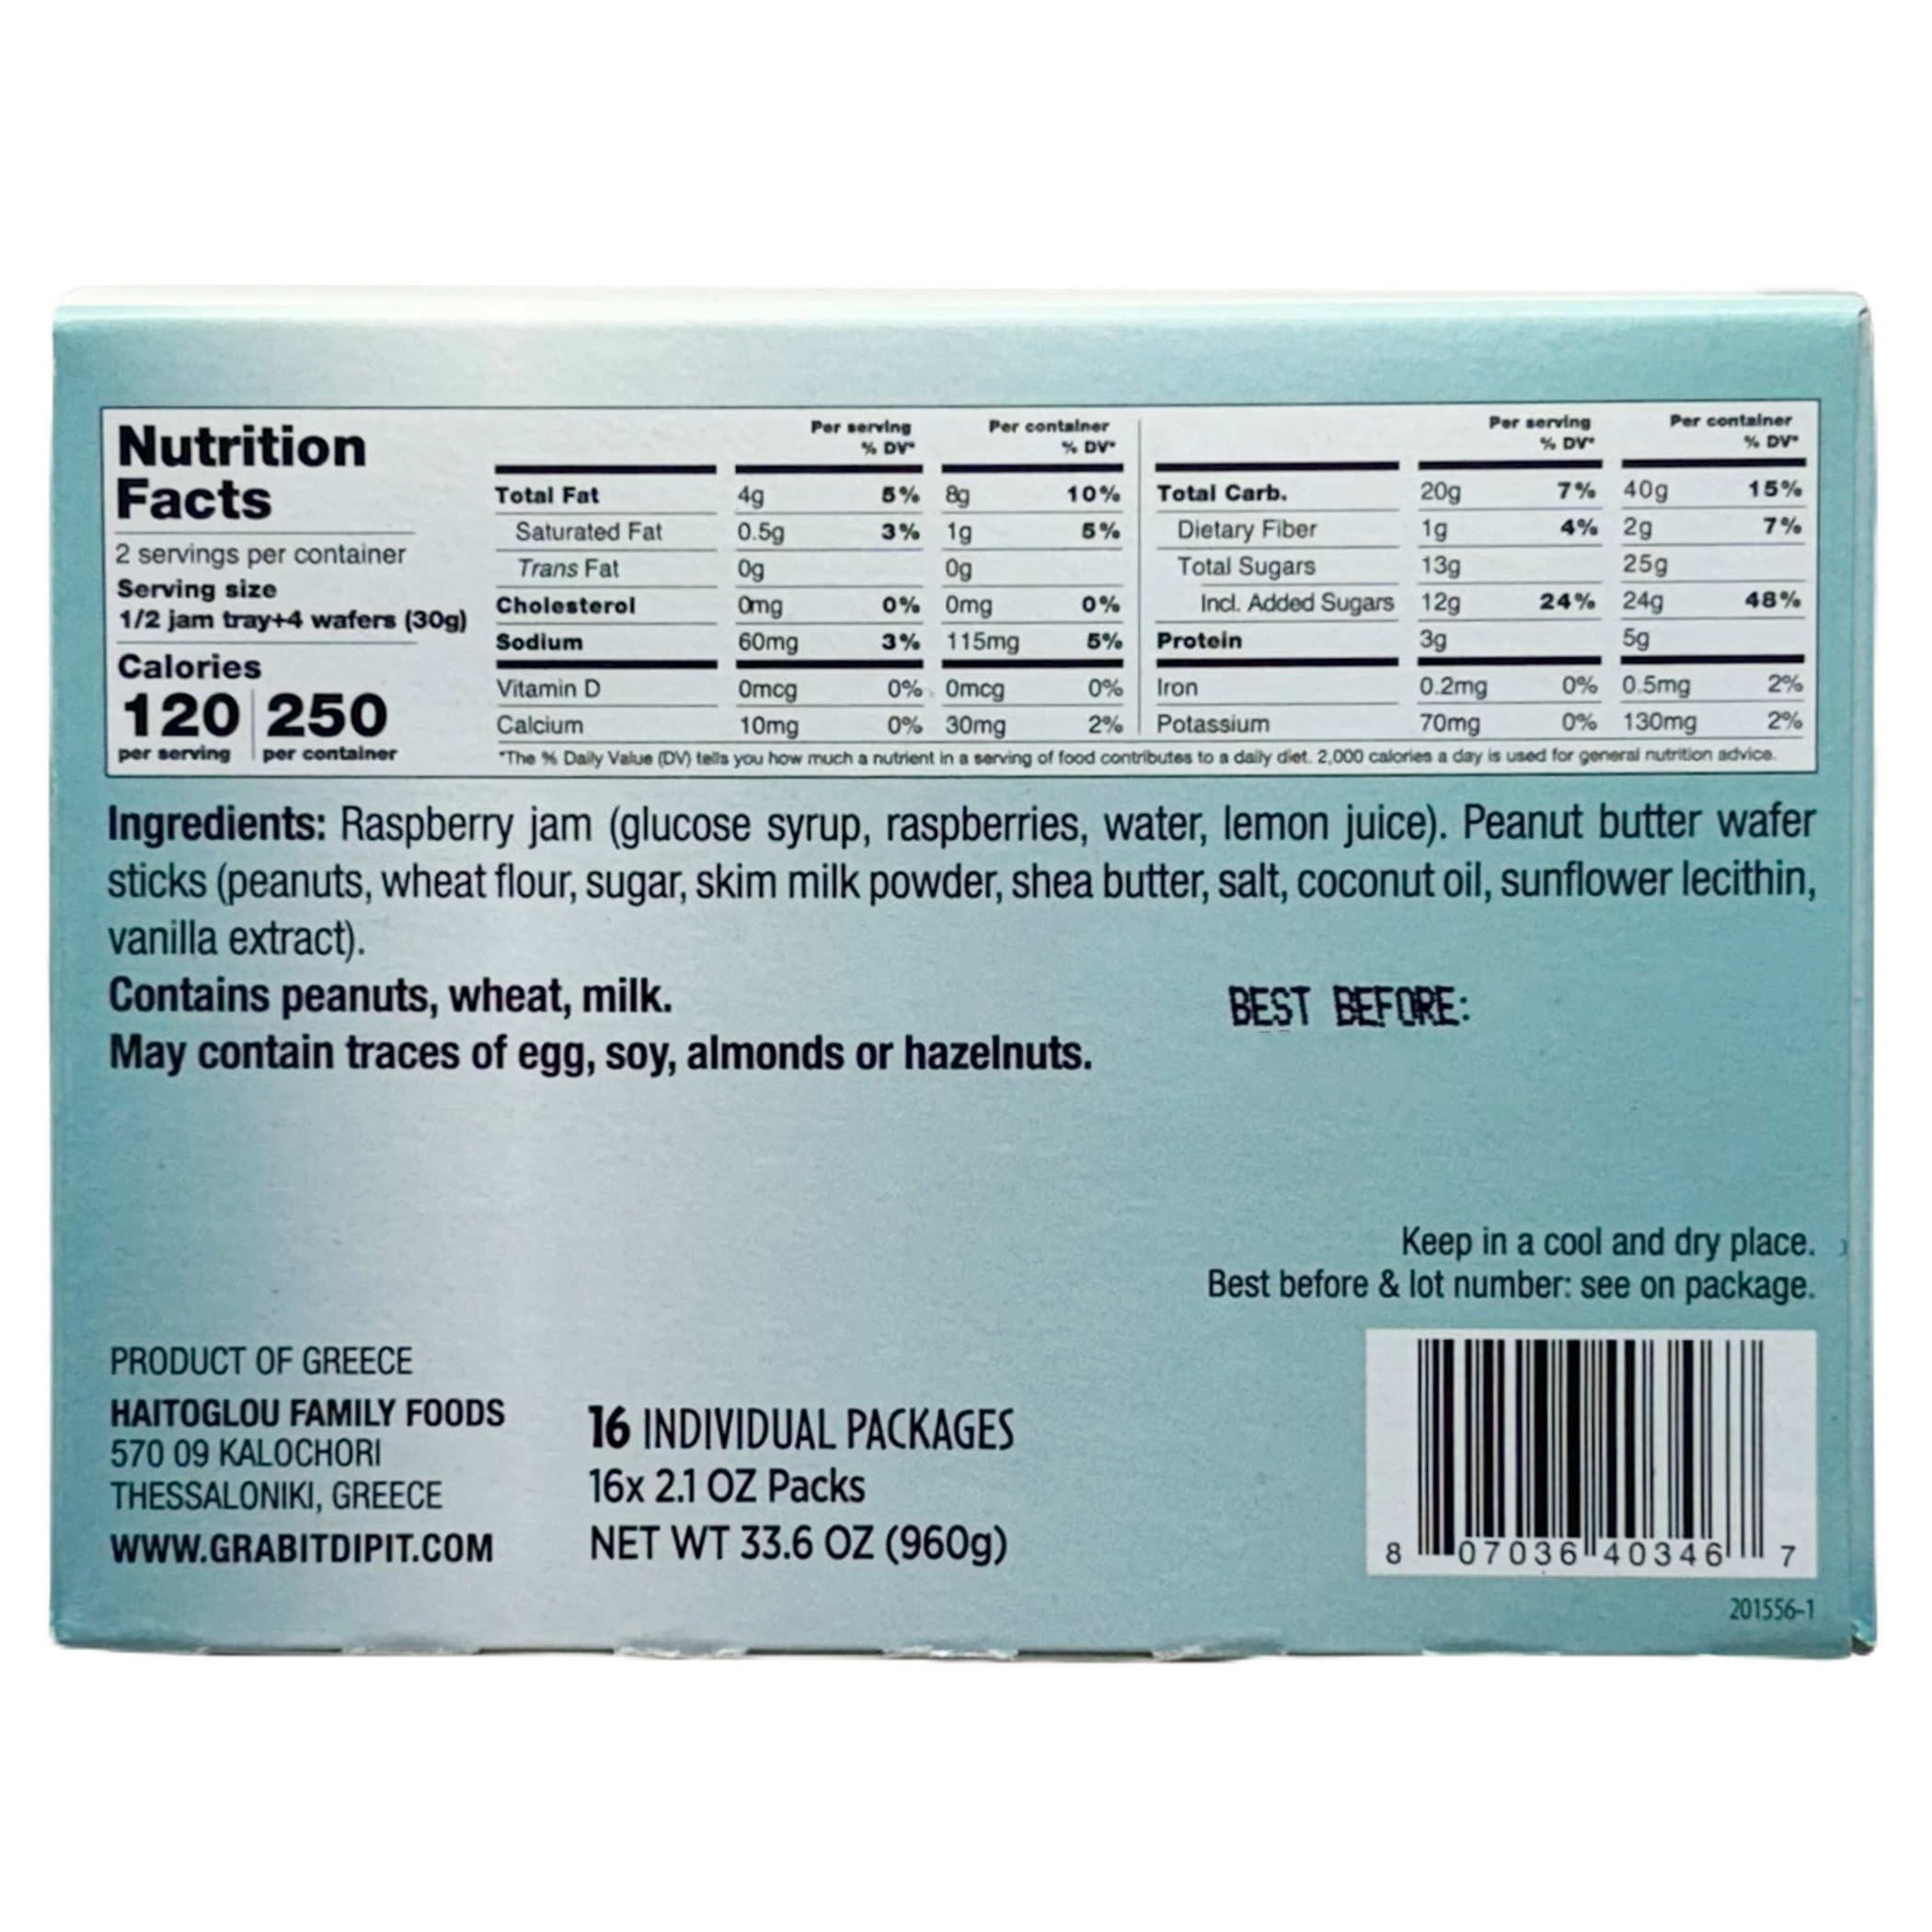 Nutrition
Facts
2 servings per container
Serving size
1/2 jam tray+4 wafers (30g)
Calories
120 250
per serving per container
Per serving Per container
% DV* % DV*
Total Fat 4g 5% 8g 10%
Saturated Fat 0.5g 3% 1g 5%
Trans Fat 0g 0g
Cholesterol 0mg 0% 0mg 0%
Sodium 60mg 3% 115mg 5%
Vitamin D 0mcg 0% 0mcg 0%
Calcium 10mg 0% 30mg 2%
Per serving Per container
% DV* % DV*
Total Carb. 20g 7% 40g 15%
Dietary Fiber 1g 4% 2g 7%
Total Sugars 13g 25g
Incl. Added Sugars 12g 24% 24g 48%
Protein 3g 5g
Iron 0.2mg 0% 0.5mg 2%
Potassium 70mg 0% 130mg 2%
*The % Daily Value (DV) tells you how much a nutrient in a serving of food contributes to a daily diet. 2,000 calories a day is used for general nutrition advice.
Ingredients: Raspberry jam (glucose syrup, raspberries, water, lemon juice). Peanut butter wafer
sticks (peanuts, wheat flour, sugar, skim milk powder, shea butter, salt, coconut oil, sunflower lecithin,
vanilla extract).
Contains peanuts, wheat, milk.
May contain traces of egg, soy, almonds or hazelnuts.
BEST BEFORE:
Keep in a cool and dry place.
Best before & lot number: see on package.
PRODUCT OF GREECE
HAITOGLOU FAMILY FOODS
570 09 KALOCHORI
THESSALONIKI, GREECE
WWW.GRABITDIPIT.COM
16 INDIVIDUAL PACKAGES
16x 2.1 OZ Packs
NET WT 33.6 OZ (960g)
8 07036 40346 7
201556-1